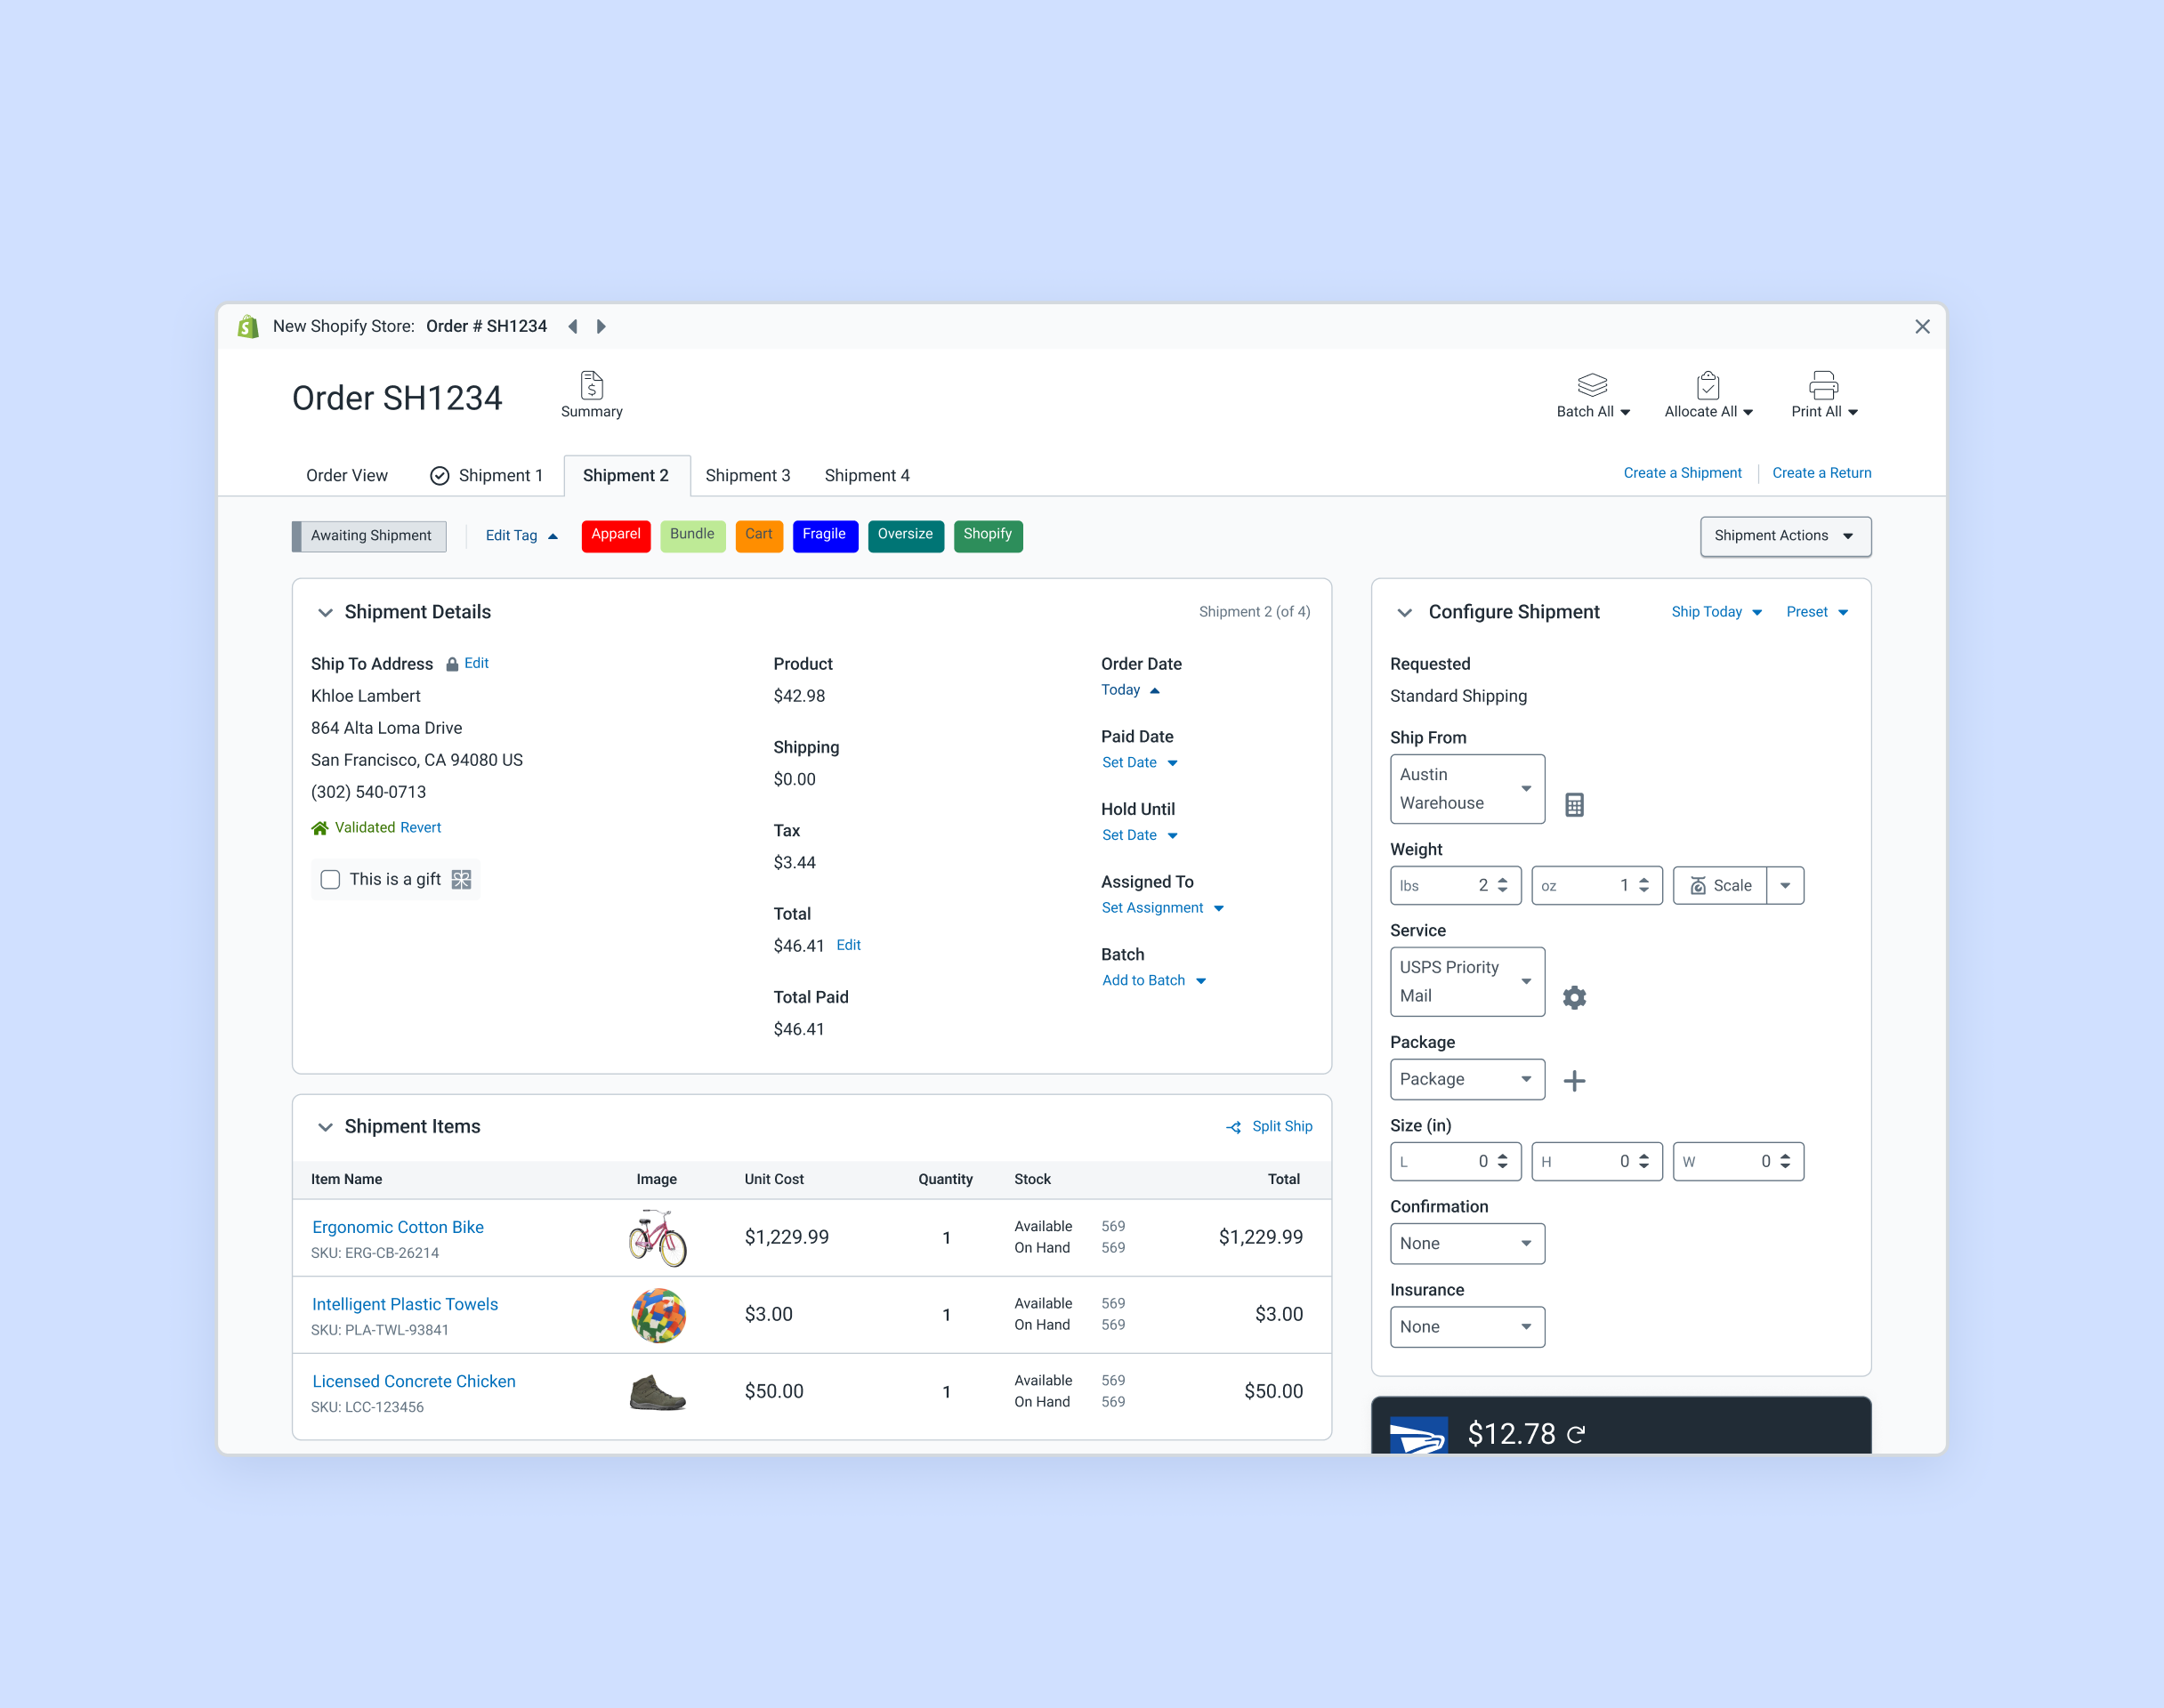 New Shopify Store: Order # SH1234
Order SH1234
Summary
Batch All
Allocate All
Print All
Order View
Shipment 1
Shipment 2
Shipment 3
Shipment 4
Create a Shipment
Create a Return
Awaiting Shipment
Edit Tag
Apparel
Bundle
Cart
Fragile
Oversize
Shopify
Shipment Actions
Shipment Details
Shipment 2 (of 4)
Ship To Address Edit
Khloe Lambert
864 Alta Loma Drive
San Francisco, CA 94080 US
(302) 540-0713
Validated Revert
This is a gift
Product
$42.98
Shipping
$0.00
Tax
$3.44
Total
$46.41 Edit
Total Paid
$46.41
Order Date
Today
Paid Date
Set Date
Hold Until
Set Date
Assigned To
Set Assignment
Batch
Add to Batch
Shipment Items
Split Ship
Item Name Image Unit Cost Quantity Stock Total
Ergonomic Cotton Bike
SKU: ERG-CB-26214
$1,229.99
1
Available 569
On Hand 569
$1,229.99
Intelligent Plastic Towels
SKU: PLA-TWL-93841
$3.00
1
Available 569
On Hand 569
$3.00
Licensed Concrete Chicken
SKU: LCC-123456
$50.00
1
Available 569
On Hand 569
$50.00
Configure Shipment
Ship Today
Preset
Requested
Standard Shipping
Ship From
Austin
Warehouse
Weight
lbs 2
oz 1
Scale
Service
USPS Priority
Mail
Package
Package
Size (in)
L 0
H 0
W 0
Confirmation
None
Insurance
None
$12.78